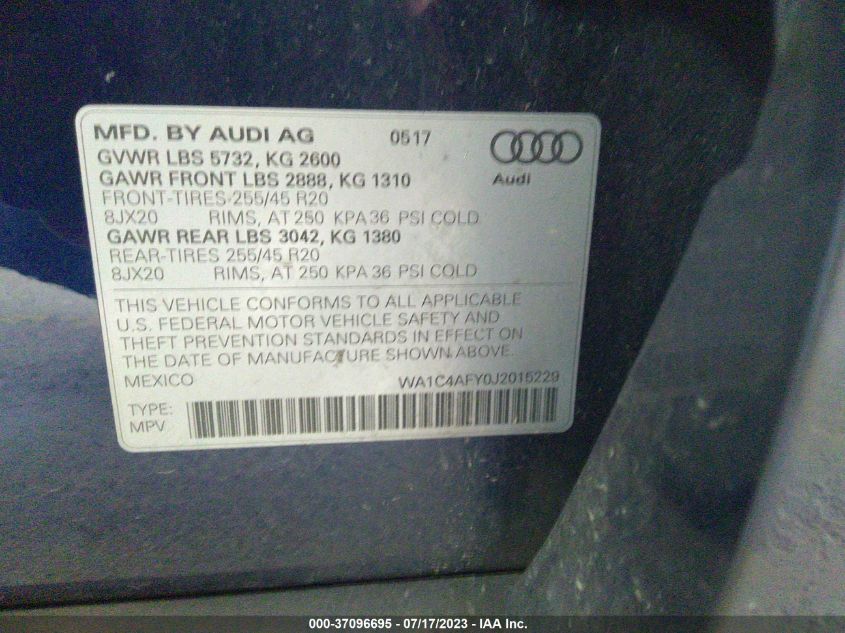 MFD. BY AUDI AG 0517
GVWR LBS 5732, KG 2600
GAWR FRONT LBS 2888, KG 1310
Audi
FRONT-TIRES 255/45 R20
8JX20 RIMS, AT 250 KPA 36 PSI COLD
GAWR REAR LBS 3042, KG 1380
REAR-TIRES 255/45 R20
8JX20 RIMS, AT 250 KPA 36 PSI COLD
THIS VEHICLE CONFORMS TO ALL APPLICABLE
U.S. FEDERAL MOTOR VEHICLE SAFETY AND
THEFT PREVENTION STANDARDS IN EFFECT ON
THE DATE OF MANUFACTURE SHOWN ABOVE.
MEXICO WA1C4AFY0J2015229
TYPE:
MPV
000-37096695 - 07/17/2023 - IAA Inc.